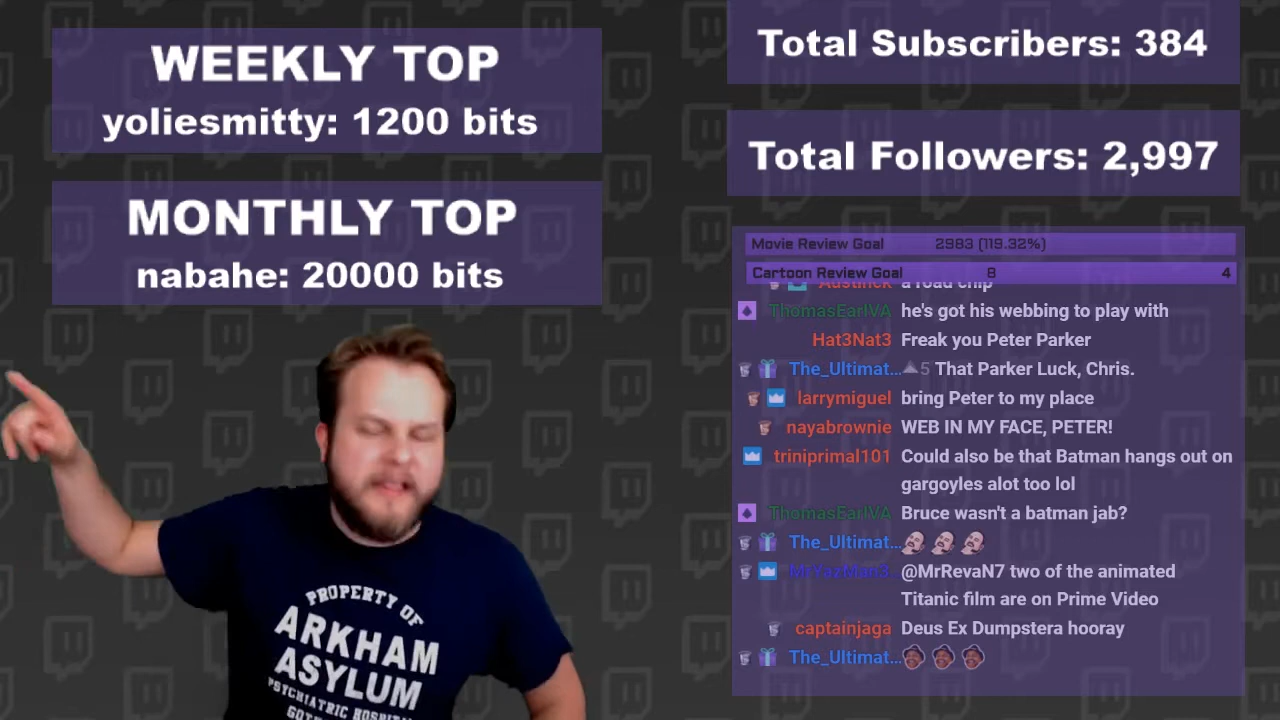 WEEKLY TOP
yoliesmitty: 1200 bits
MONTHLY TOP
nabahe: 20000 bits
Total Subscribers: 384
Total Followers: 2,997
Movie Review Goal 2983 (119.32%)
Cartoon Review Goal 8 4
a road chip
ThomasEarlVA he's got his webbing to play with
Hat3Nat3 Freak you Peter Parker
The_Ultimat... 5 That Parker Luck, Chris.
larrymiguel bring Peter to my place
nayabrownie WEB IN MY FACE, PETER!
triniprimal101 Could also be that Batman hangs out on
gargoyles alot too lol
ThomasEarlVA Bruce wasn't a batman jab?
The_Ultimat...
@MrRevaN7 two of the animated
Titanic film are on Prime Video
captainjaga Deus Ex Dumpstera hooray
The_Ultimat...
PROPERTY OF
ARKHAM
ASYLUM